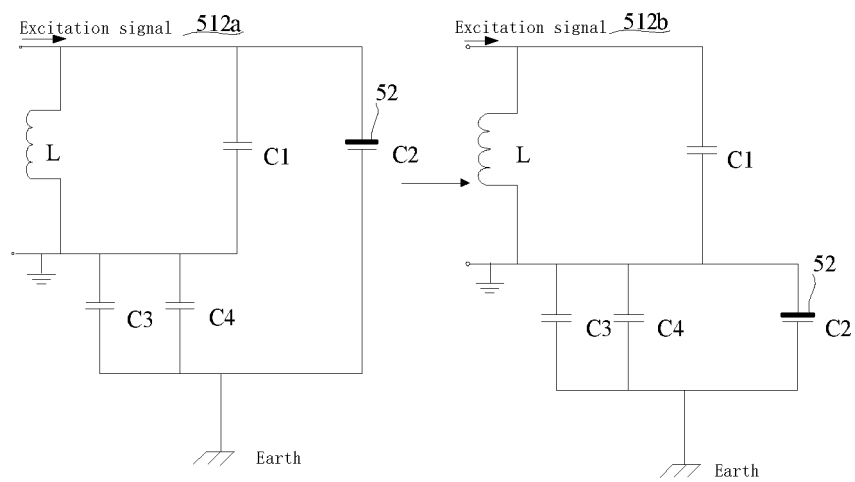 Excitation signal 512a
Excitation signal 512b
52
L
C1
C2
L
C1
52
C3
C4
C3
C4
C2
Earth
Earth